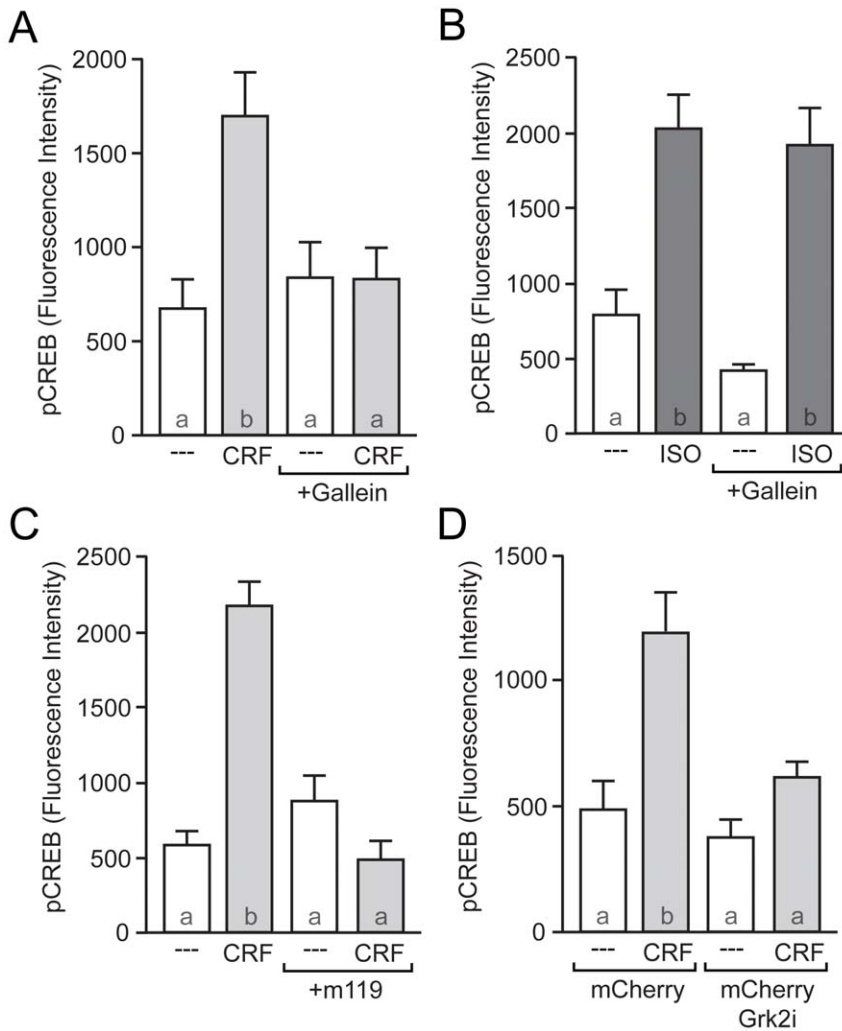 A
pCREB (Fluorescence Intensity)
2000
1500
1000
500
0
a b a a
--- CRF --- CRF
+Gallein
B
pCREB (Fluorescence Intensity)
2500
2000
1500
1000
500
0
a b a b
--- ISO --- ISO
+Gallein
C
pCREB (Fluorescence Intensity)
2500
2000
1500
1000
500
0
a b a a
--- CRF --- CRF
+m119
D
pCREB (Fluorescence Intensity)
1500
1000
500
0
a b a a
--- CRF --- CRF
mCherry mCherry
Grk2i